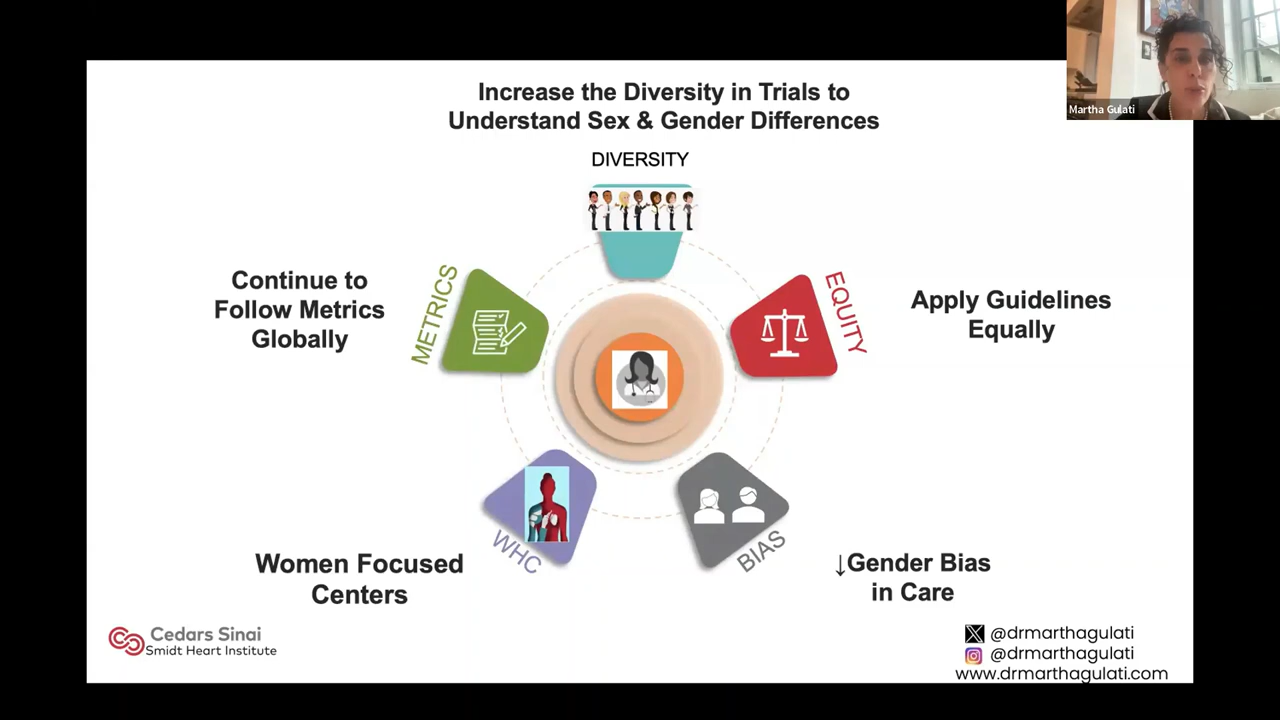 Martha Gulati
Increase the Diversity in Trials to
Understand Sex & Gender Differences
DIVERSITY
METRICS
Continue to
Follow Metrics
Globally
EQUITY
Apply Guidelines
Equally
WHC
Women Focused
Centers
BIAS
↓Gender Bias
in Care
Cedars Sinai
Smidt Heart Institute
@drmarthagulati
@drmarthagulati
www.drmarthagulati.com